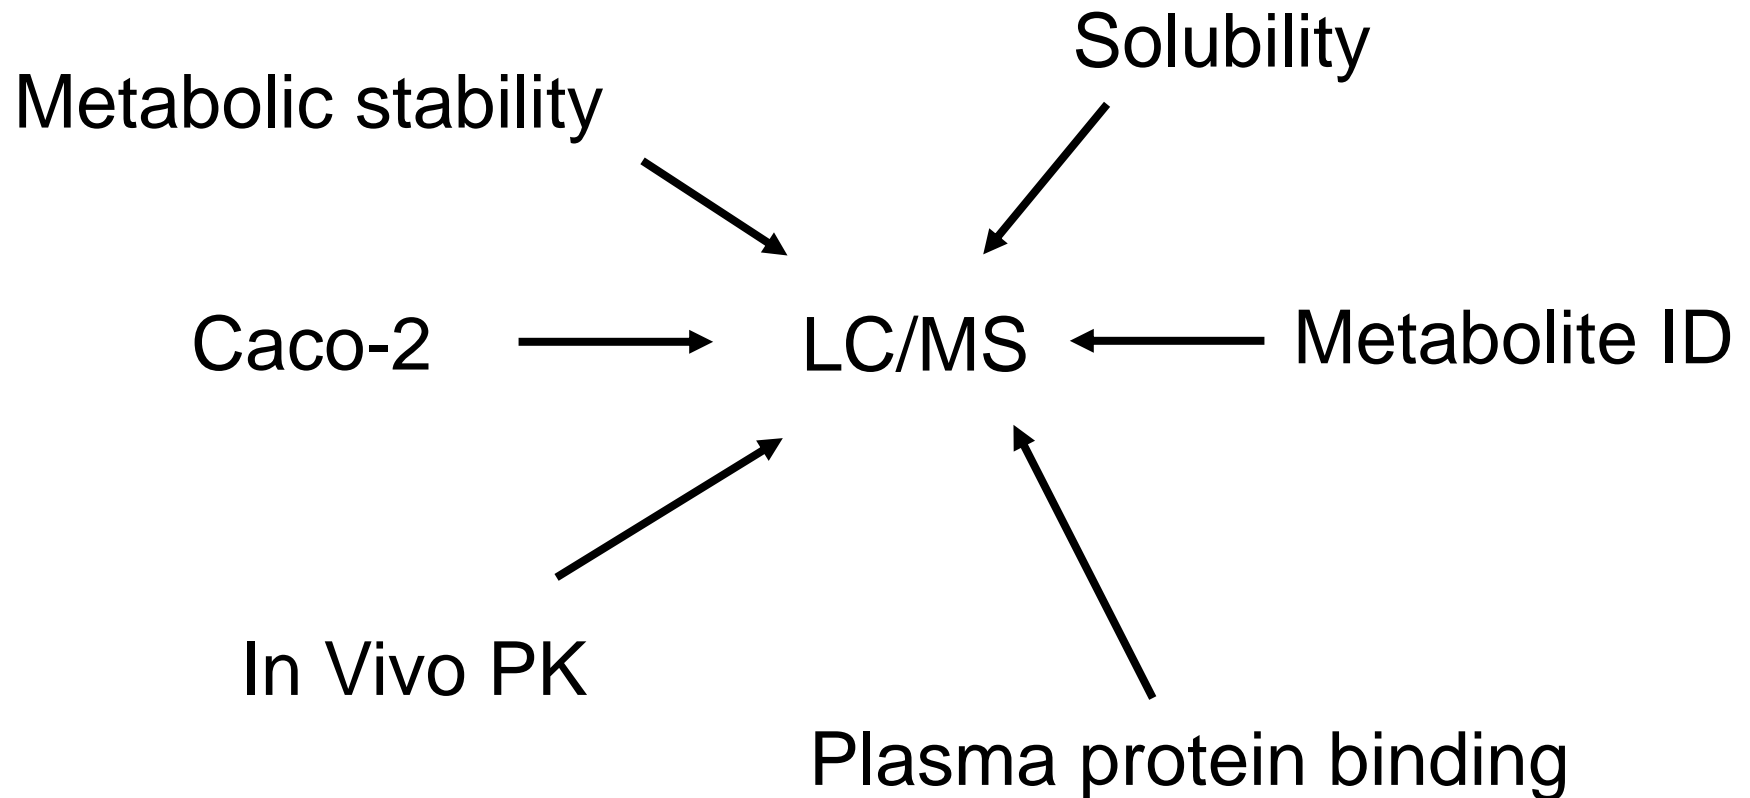 Solubility
Metabolic stability
Caco-2
LC/MS
Metabolite ID
In Vivo PK
Plasma protein binding